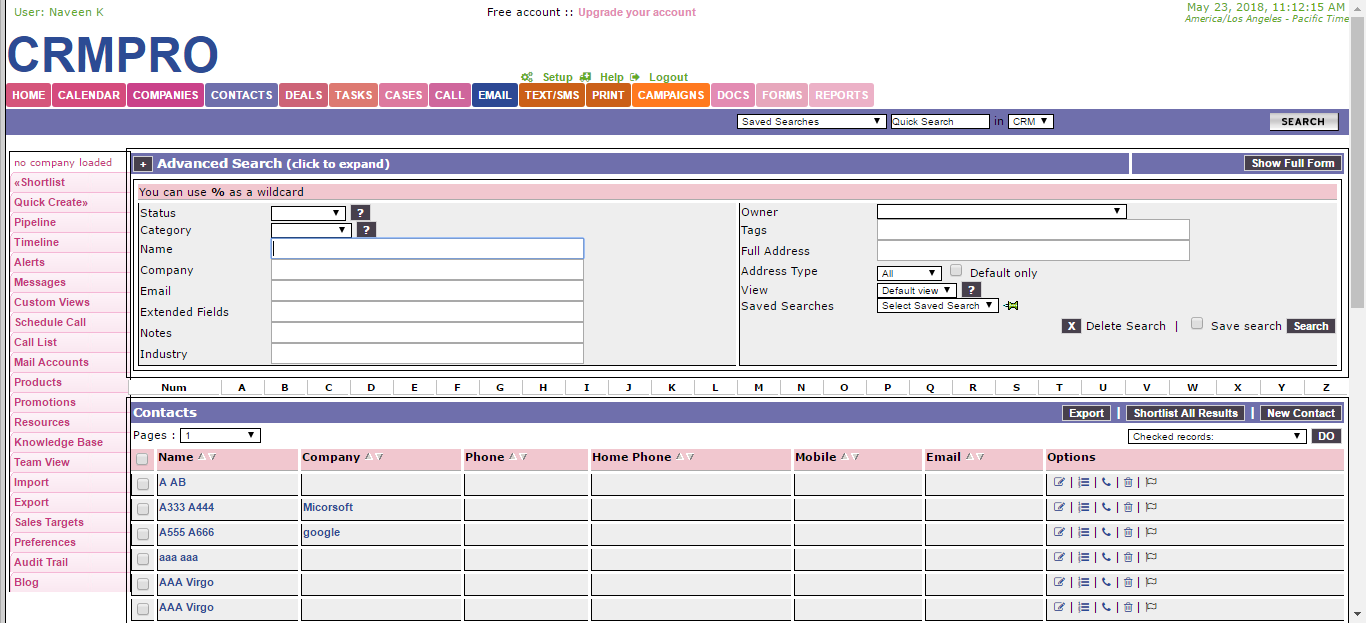 User: Naveen K
Free account :: Upgrade your account
May 23, 2018, 11:12:15 AM
America/Los Angeles - Pacific Time
CRMPRO
Setup Help Logout
HOME CALENDAR COMPANIES CONTACTS DEALS TASKS CASES CALL EMAIL TEXT/SMS PRINT CAMPAIGNS DOCS FORMS REPORTS
Saved Searches Quick Search in CRM SEARCH
no company loaded
«Shortlist
Quick Create»
Pipeline
Timeline
Alerts
Messages
Custom Views
Schedule Call
Call List
Mail Accounts
Products
Promotions
Resources
Knowledge Base
Team View
Import
Export
Sales Targets
Preferences
Audit Trail
Blog
+ Advanced Search (click to expand) Show Full Form
You can use % as a wildcard
Status ?
Category ?
Name
Company
Email
Extended Fields
Notes
Industry
Owner
Tags
Full Address
Address Type All Default only
View Default view ?
Saved Searches Select Saved Search
X Delete Search | Save search Search
Num A B C D E F G H I J K L M N O P Q R S T U V W X Y Z
Contacts Export | Shortlist All Results | New Contact
Pages : 1 Checked records: DO
Name Company Phone Home Phone Mobile Email Options
A AB | | | |
A333 A444 Micorsoft | | | |
A555 A666 google | | | |
aaa aaa | | | |
AAA Virgo | | | |
AAA Virgo | | | |